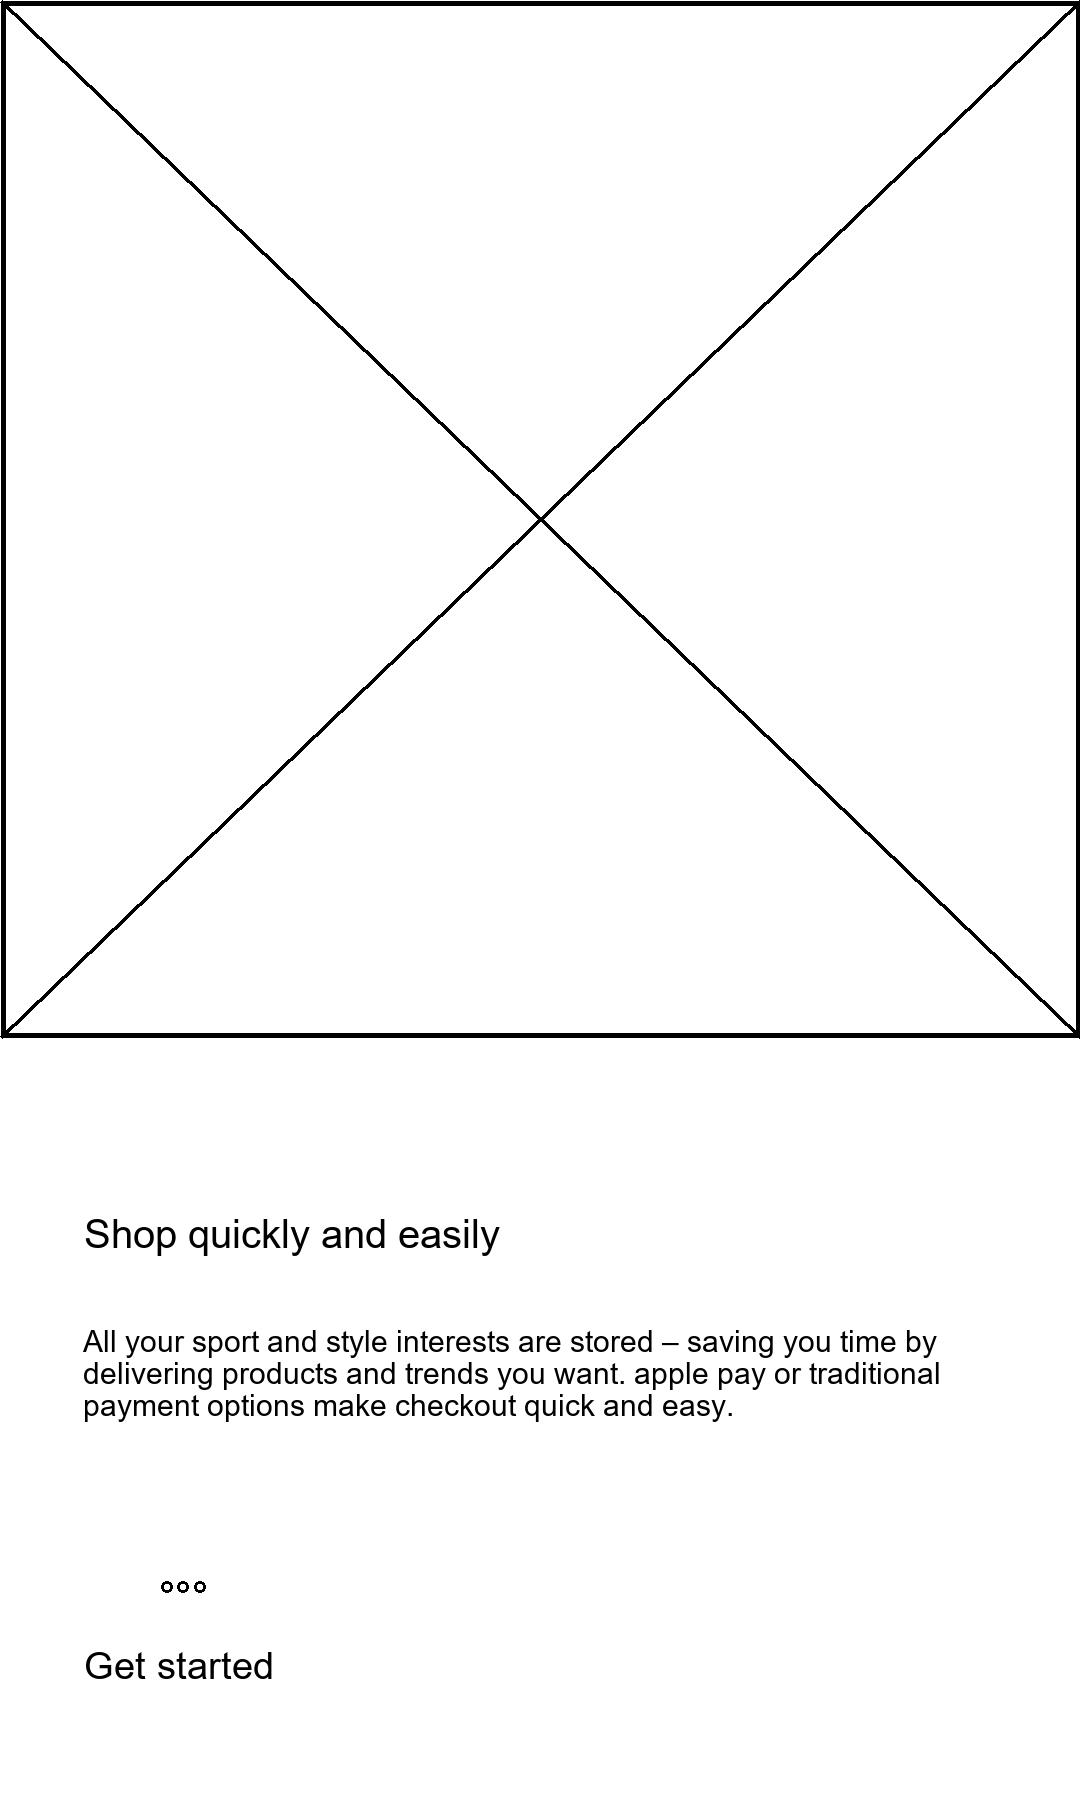 Shop quickly and easily
All your sport and style interests are stored – saving you time by
delivering products and trends you want. apple pay or traditional
payment options make checkout quick and easy.
Get started